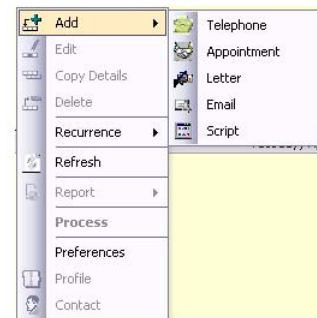 Add
Edit
Copy Details
Delete
Recurrence
Refresh
Report
Process
Preferences
Profile
Contact
Telephone
Appointment
Letter
Email
Script